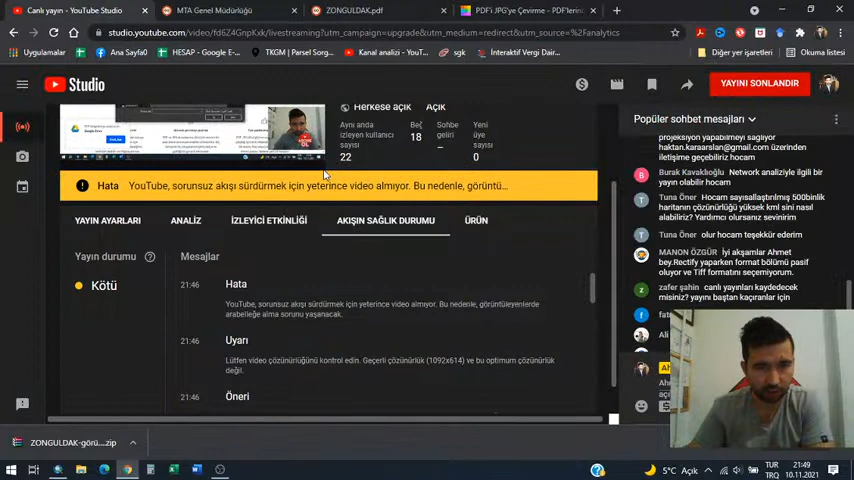 Canlı yayın - YouTube Studio
MTA Genel Müdürlüğü
ZONGULDAK.pdf
PDF'i JPG'ye Çevirme - PDF'lerini
studio.youtube.com/video/fd6Z4GnpKxk/livestreaming?utm_campaign=upgrade&utm_medium=redirect&utm_source=%2Fanalytics
Uygulamalar
Ana Sayfa0
HESAP - Google E-...
TKGM | Parsel Sorg...
Kanal analizi - YouT...
sgk
İnteraktif Vergi Dair...
Diğer yer işaretleri
Okuma listesi
Studio
YAYINI SONLANDIR
Herkese açık
Açık
Aynı anda izleyen kullanıcı sayısı
22
Beğ
18
Sohbe geliri
–
Yeni üye sayısı
0
Hata YouTube, sorunsuz akışı sürdürmek için yeterince video almıyor. Bu nedenle, görüntü...
YAYIN AYARLARI
ANALİZ
İZLEYİCİ ETKİNLİĞİ
AKIŞIN SAĞLIK DURUMU
ÜRÜN
Yayın durumu
Kötü
Mesajlar
21:46 Hata
YouTube, sorunsuz akışı sürdürmek için yeterince video almıyor. Bu nedenle, görüntüleyenlerde
arabelleğe alma sorunu yaşanacak.
21:46 Uyarı
Lütfen video çözünürlüğünü kontrol edin. Geçerli çözünürlük (1092x614) ve bu optimum çözünürlük
değil.
21:46 Öneri
Popüler sohbet mesajları
projeksiyon yapabilmeyi sağlıyor
haktan.karaarslan@gmail.com üzerinden
iletişime geçebiliriz hocam
Burak Kavaklıoğlu Network analiziyle ilgili bir
yayın olabilir hocam
Tuna Öner Hocam sayısallaştırılmış 500binlik
haritanın çözünürlüğü yüksek kml sini nasıl
alabiliriz? Yardımcı olursanız sevinirim
Tuna Öner olur hocam teşekkür ederim
MANON ÖZGÜR İyi akşamlar Ahmet
bey.Rectify yaparken format bölümü pasif
oluyor ve Tiff formatını seçemiyorum.
zafer şahin canlı yayınları kaydedecek
misiniz? yayını baştan kaçıranlar için
Ali
ZONGULDAK-görü....zip
5°C Açık
TUR
TRQ
21:49
10.11.2021